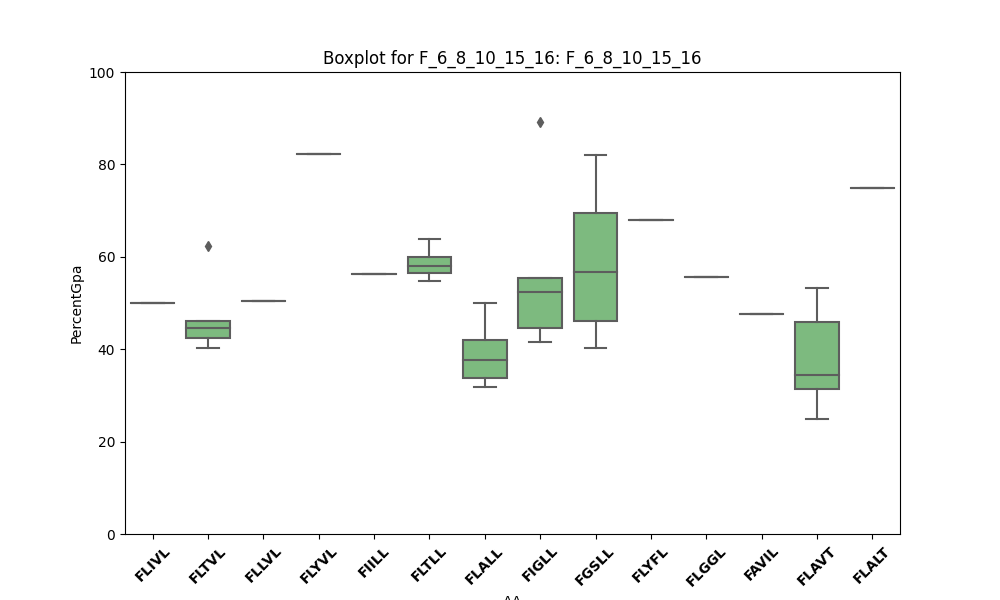 Boxplot for F_6_8_10_15_16: F_6_8_10_15_16
100
80
60
40
20
0
PercentGpa
FLIVL
FLTVL
FLLVL
FLYVL
FIILL
FLTLL
FLALL
FIGLL
FGSLL
FLYFL
FLGGL
FAVIL
FLAVT
FLALT
AA